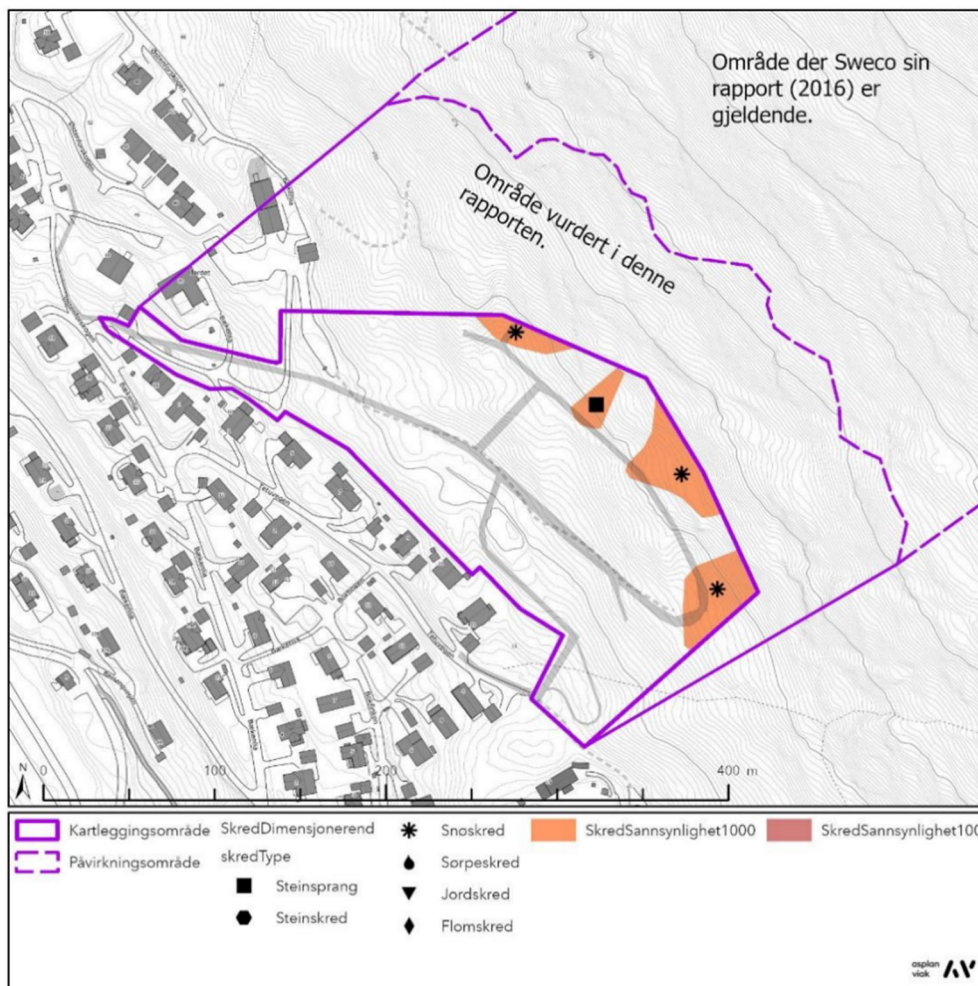 Område der Sweco sin
rapport (2016) er
gjeldende.
Område vurdert i denne
rapporten.
N
0
100
200
400 m
Kartleggingsområde
Påvirkningsområde
SkredDimensjonerend
skredType
Steinsprang
Steinskred
Snøskred
Sørpeskred
Jordskred
Flomskred
SkredSannsynlighet1000
SkredSannsynlighet100
asplan
viak